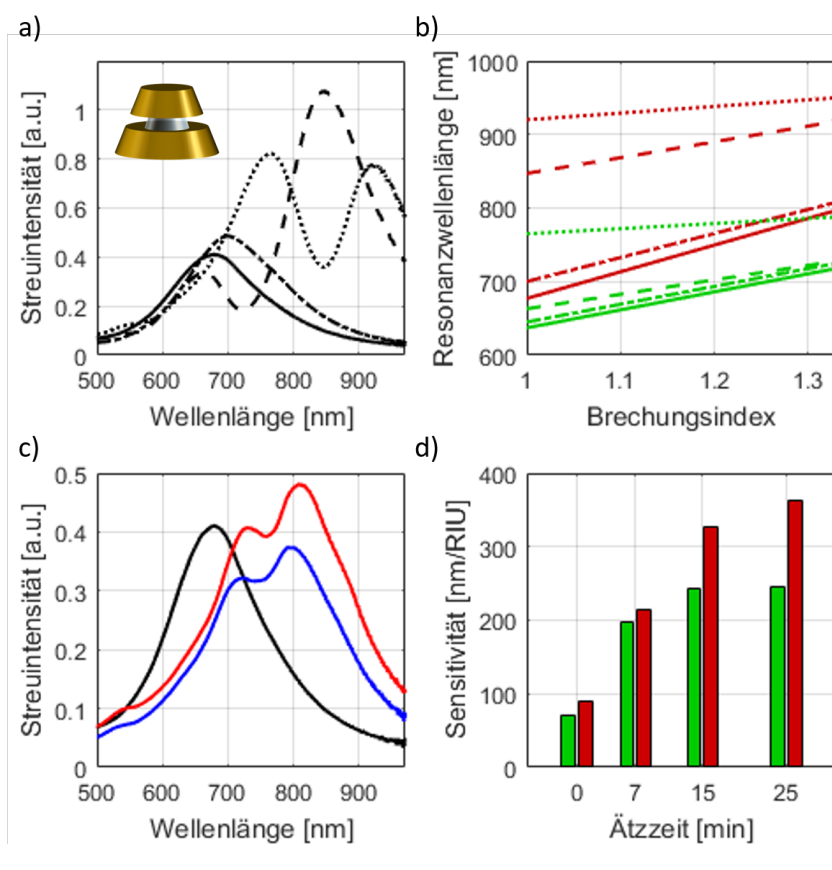 a)
Streuintensität [a.u.]
1
0.8
0.6
0.4
0.2
0
500 600 700 800 900
Wellenlänge [nm]
b)
Resonanzwellenlänge [nm]
1000
900
800
700
600
1 1.1 1.2 1.3
Brechungsindex
c)
Streuintensität [a.u.]
0.5
0.4
0.3
0.2
0.1
0
500 600 700 800 900
Wellenlänge [nm]
d)
Sensitivität [nm/RIU]
400
300
200
100
0
0 7 15 25
Ätzzeit [min]